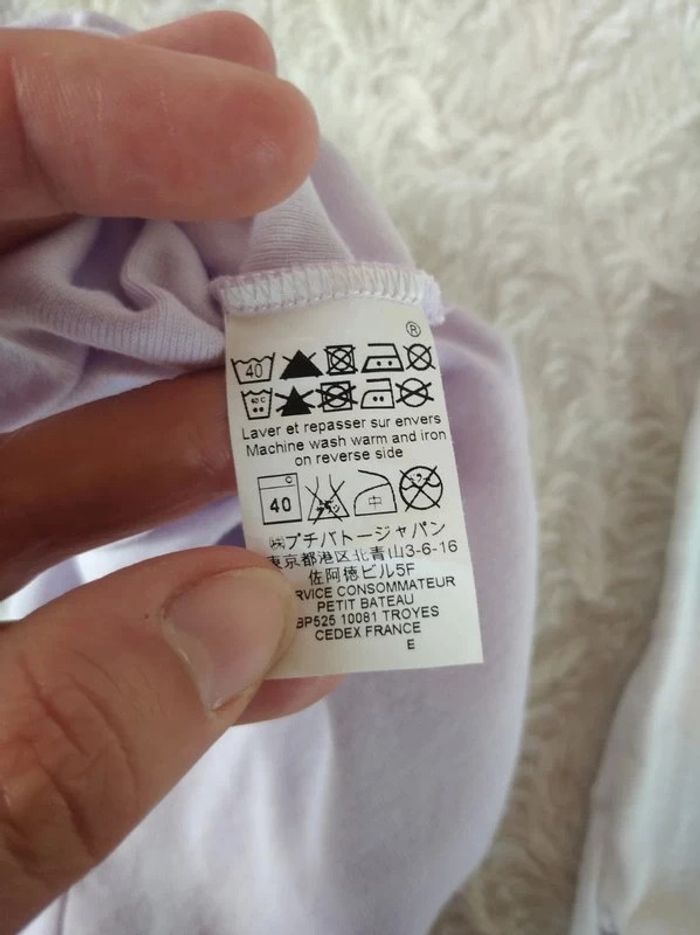 ®
40
40 C
Laver et repasser sur envers
Machine wash warm and iron
on reverse side
C
40 中
㈱プチバトージャパン
東京都港区北青山3-6-16
佐阿徳ビル5F
CONSOMMATEUR
PETIT BATEAU
BP525 10081 TROYES
CEDEX FRANCE
E